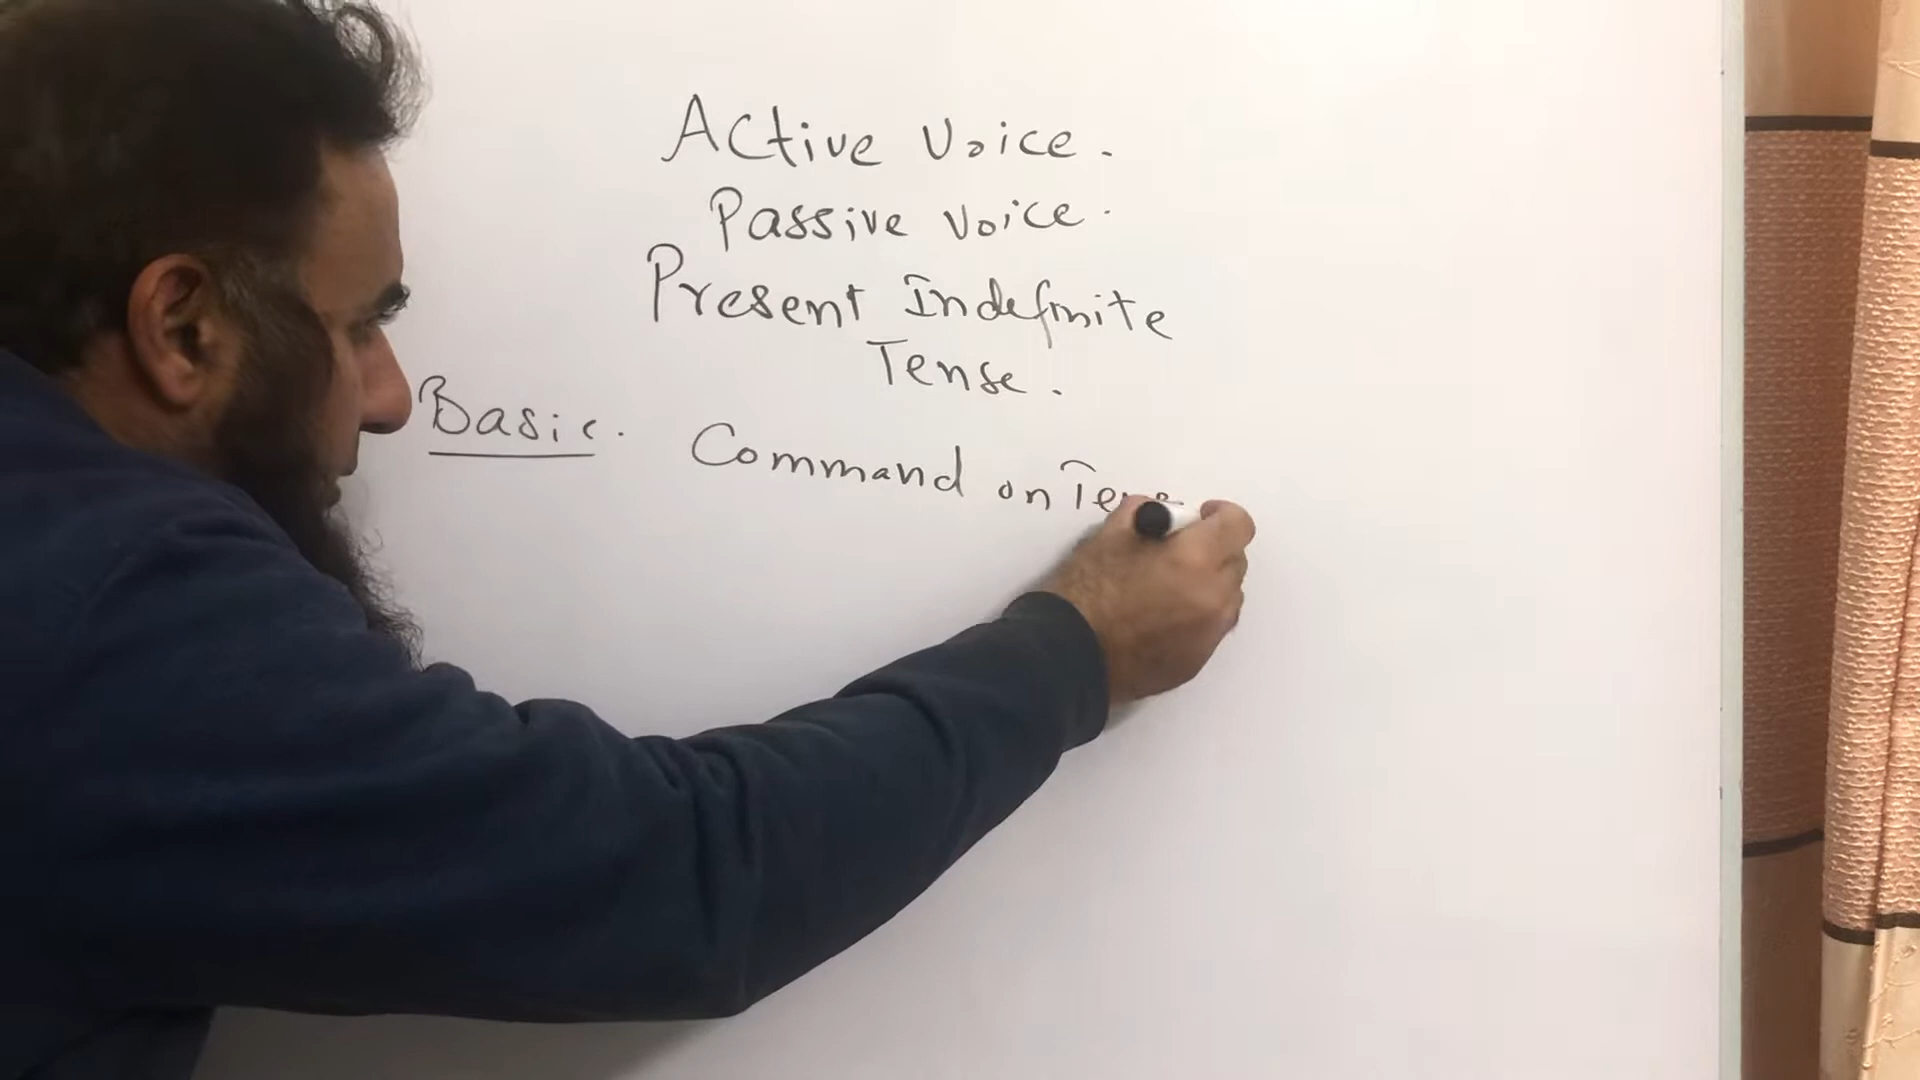 Active Voice.
Passive Voice.
Present Indefinite
Tense.
Basic. Command on